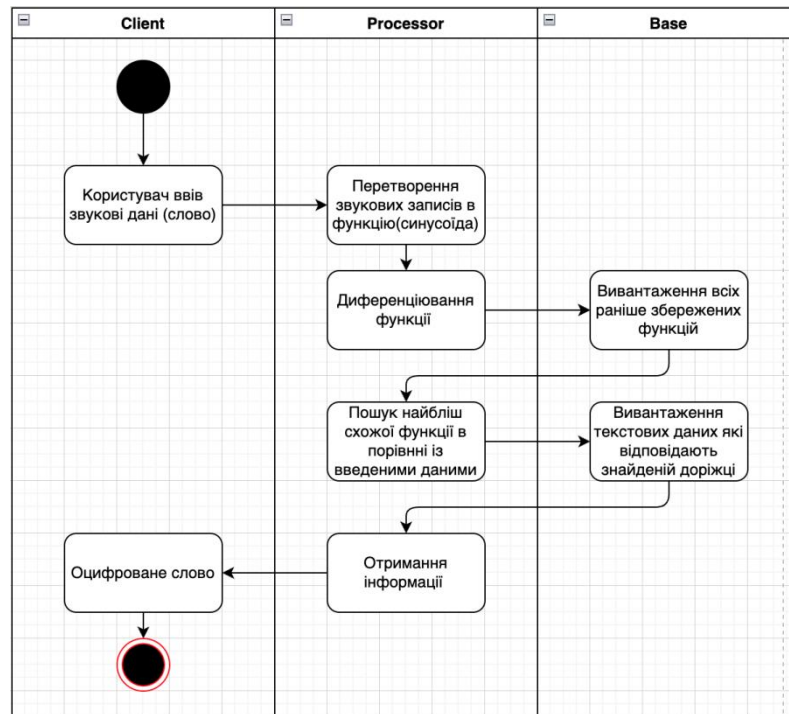 Client
Processor
Base
Користувач ввів
звукові дані (слово)
Перетворення
звукових записів в
функцію(синусоїда)
Диференціювання
функції
Вивантаження всіх
раніше збережених
функцій
Пошук найбліш
схожої функції в
порівнні із
введеними даними
Вивантаження
текстових даних які
відповідають
знайденій доріжці
Отримання
інформації
Оцифроване слово